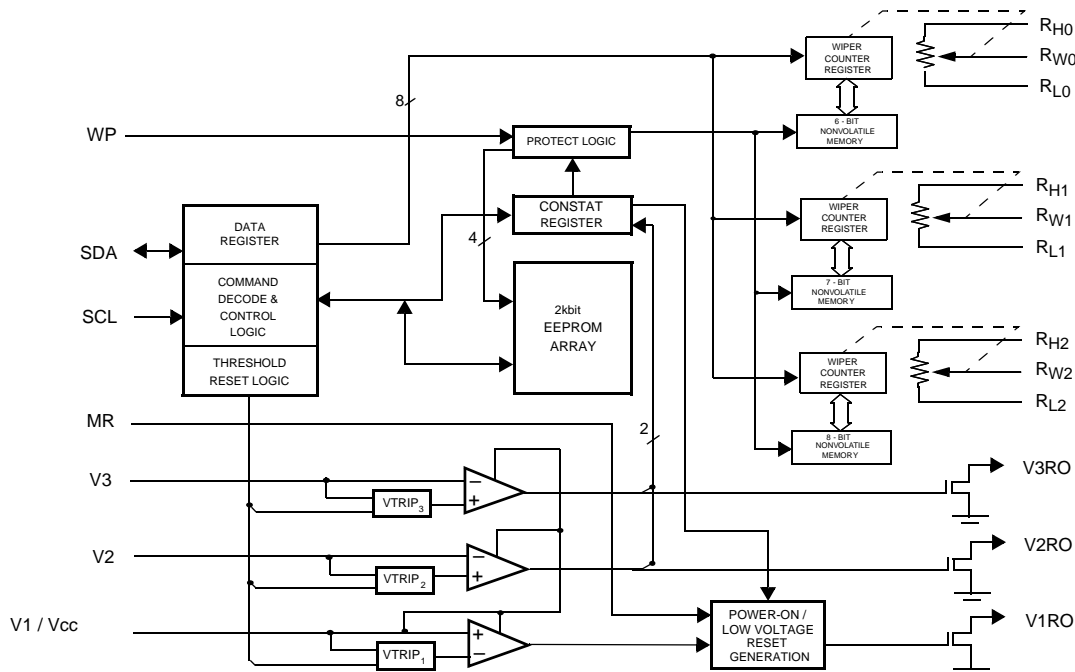 WIPER
COUNTER
REGISTER
RH0
RW0
RL0
8
6 - BIT
NONVOLATILE
MEMORY
WP
PROTECT LOGIC
CONSTAT
REGISTER
4
WIPER
COUNTER
REGISTER
RH1
RW1
RL1
7 - BIT
NONVOLATILE
MEMORY
SDA
SCL
DATA
REGISTER
COMMAND
DECODE &
CONTROL
LOGIC
THRESHOLD
RESET LOGIC
2kbit
EEPROM
ARRAY
WIPER
COUNTER
REGISTER
RH2
RW2
RL2
8 - BIT
NONVOLATILE
MEMORY
MR
2
V3
VTRIP3
−
+
V3RO
V2
VTRIP2
−
+
V2RO
V1 / Vcc
VTRIP1
+
−
POWER-ON /
LOW VOLTAGE
RESET
GENERATION
V1RO